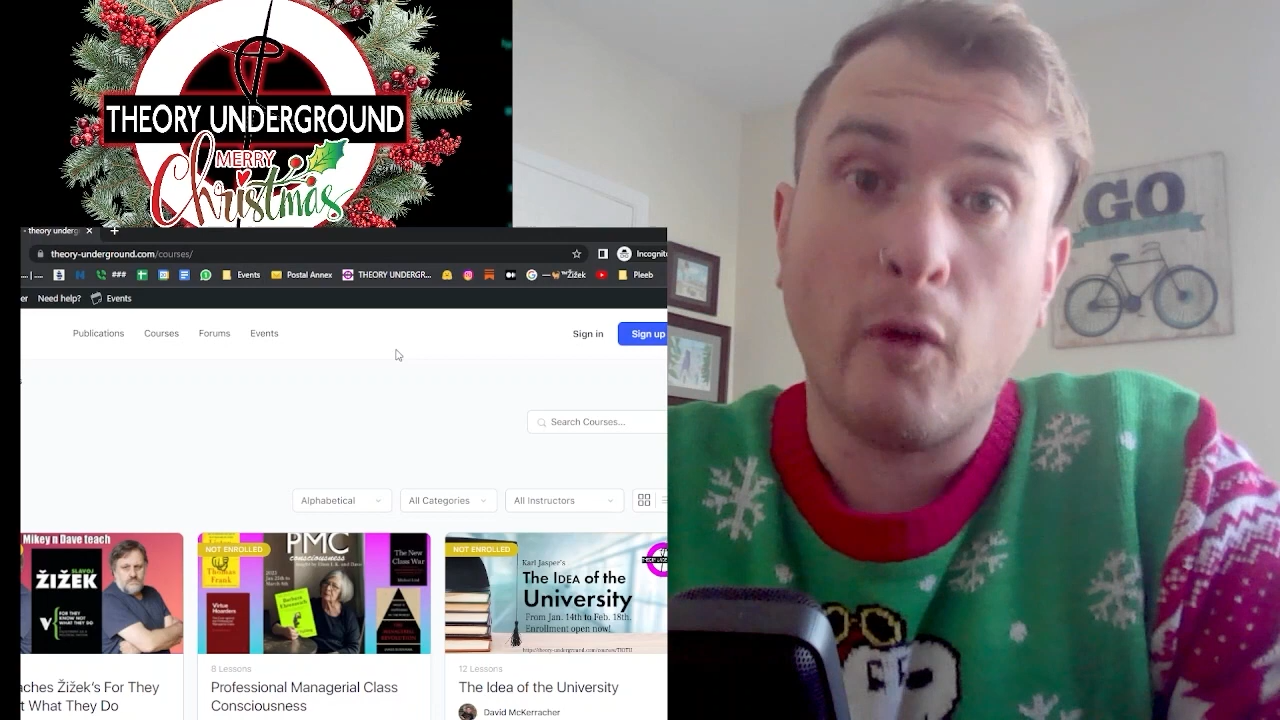 THEORY UNDERGROUND
MERRY
Christmas
GO
- theory underg
theory-underground.com/courses/
Incognito
###
Events
Postal Annex
THEORY UNDERGR...
Žižek
Pleeb
er Need help? Events
Publications Courses Forums Events
Sign in Sign up
Search Courses...
Alphabetical All Categories All Instructors
Mikey n Dave teach
SLAVOJ
ŽIŽEK
FOR THEY
KNOW NOT
WHAT THEY DO
NOT ENROLLED
PMC
consciousness
Thomas
Frank
Virtue
Hoarders
The New
Class War
NOT ENROLLED
Karl Jasper's
The IDEA of the
University
From Jan. 14th to Feb. 18th.
Enrollment open now!
aches Žižek's For They
t What They Do
8 Lessons
Professional Managerial Class
Consciousness
12 Lessons
The Idea of the University
David McKerracher